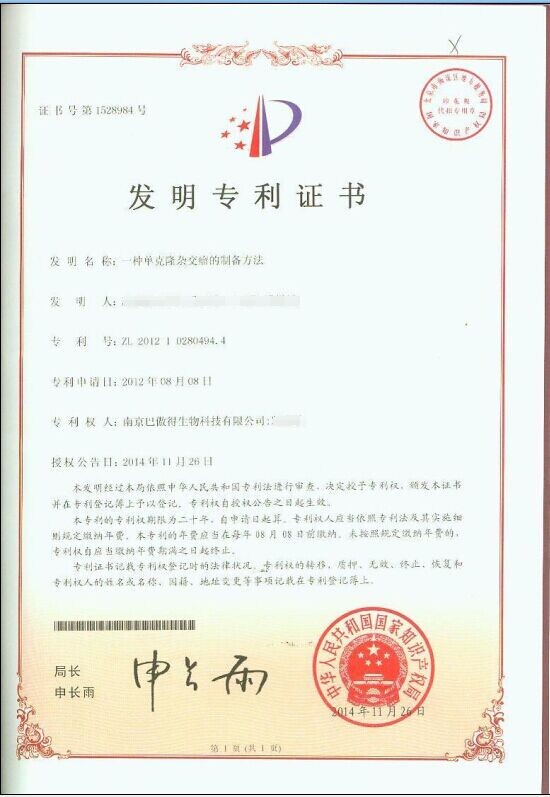 证书号第1528984号
印花税
代扣专用章
发明专利证书
发明名称:一种单克隆杂交瘤的制备方法
发明人:
专利号:ZL 2012 1 0280494.4
专利申请日:2012年08月08日
专利权人:南京巴傲得生物科技有限公司;
授权公告日:2014年11月26日
本发明经过本局依照中华人民共和国专利法进行审查,决定授予专利权,颁发本证书
并在专利登记簿上予以登记。专利权自授权公告之日起生效。
本专利的专利权期限为二十年,自申请日起算。专利权人应当依照专利法及其实施细
则规定缴纳年费。本专利的年费应当在每年08月08日前缴纳。未按照规定缴纳年费的,
专利权自应当缴纳年费期满之日起终止。
专利证书记载专利权登记时的法律状况。专利权的转移、质押、无效、终止、恢复和
专利权人的姓名或名称、国籍、地址变更等事项记载在专利登记簿上。
局长
申长雨
申长雨
中华人民共和国国家知识产权局
2014年11月26日
第1页(共1页)